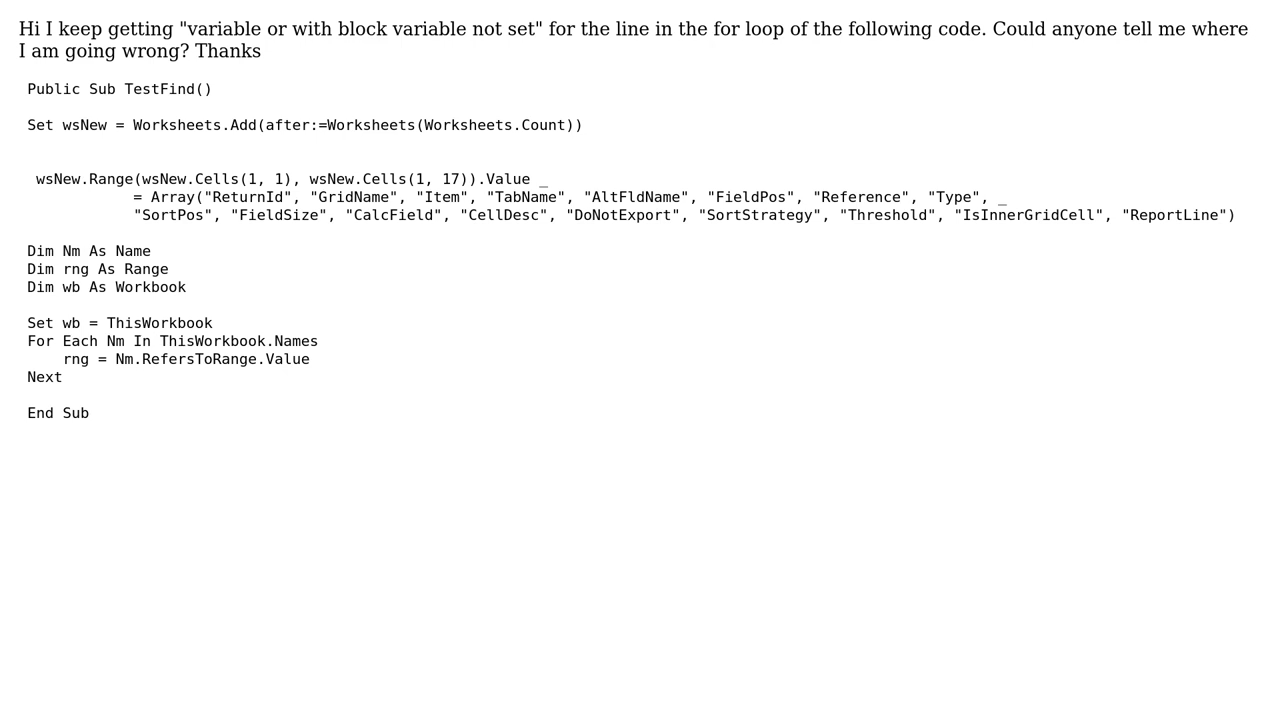 Hi I keep getting "variable or with block variable not set" for the line in the for loop of the following code. Could anyone tell me where
I am going wrong? Thanks
Public Sub TestFind()
Set wsNew = Worksheets.Add(after:=Worksheets(Worksheets.Count))
wsNew.Range(wsNew.Cells(1, 1), wsNew.Cells(1, 17)).Value _
= Array("ReturnId", "GridName", "Item", "TabName", "AltFldName", "FieldPos", "Reference", "Type", _
"SortPos", "FieldSize", "CalcField", "CellDesc", "DoNotExport", "SortStrategy", "Threshold", "IsInnerGridCell", "ReportLine")
Dim Nm As Name
Dim rng As Range
Dim wb As Workbook
Set wb = ThisWorkbook
For Each Nm In ThisWorkbook.Names
rng = Nm.RefersToRange.Value
Next
End Sub